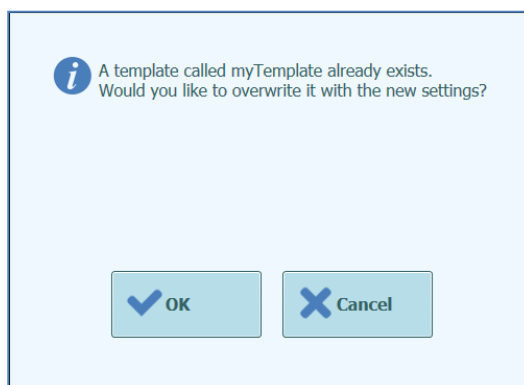 A template called myTemplate already exists.
Would you like to overwrite it with the new settings?
OK
Cancel